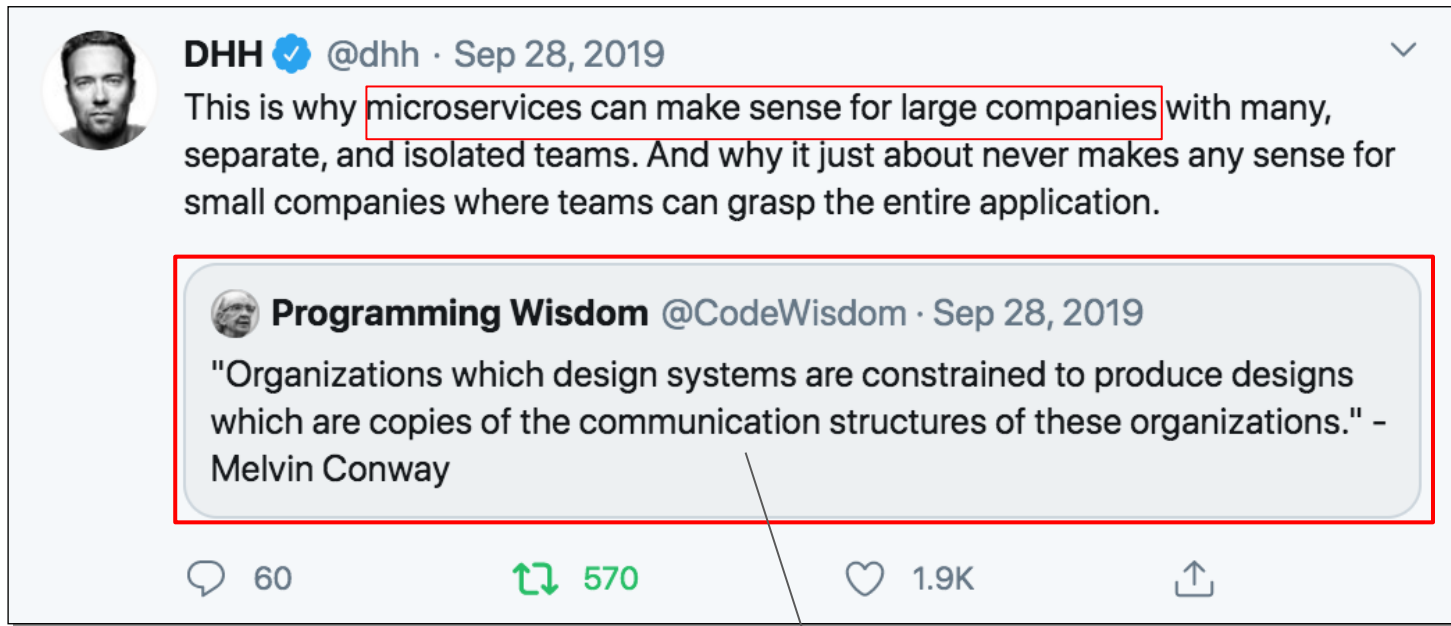 DHH @dhh · Sep 28, 2019
This is why microservices can make sense for large companies with many,
separate, and isolated teams. And why it just about never makes any sense for
small companies where teams can grasp the entire application.
Programming Wisdom @CodeWisdom · Sep 28, 2019
"Organizations which design systems are constrained to produce designs
which are copies of the communication structures of these organizations." -
Melvin Conway
60 570 1.9K